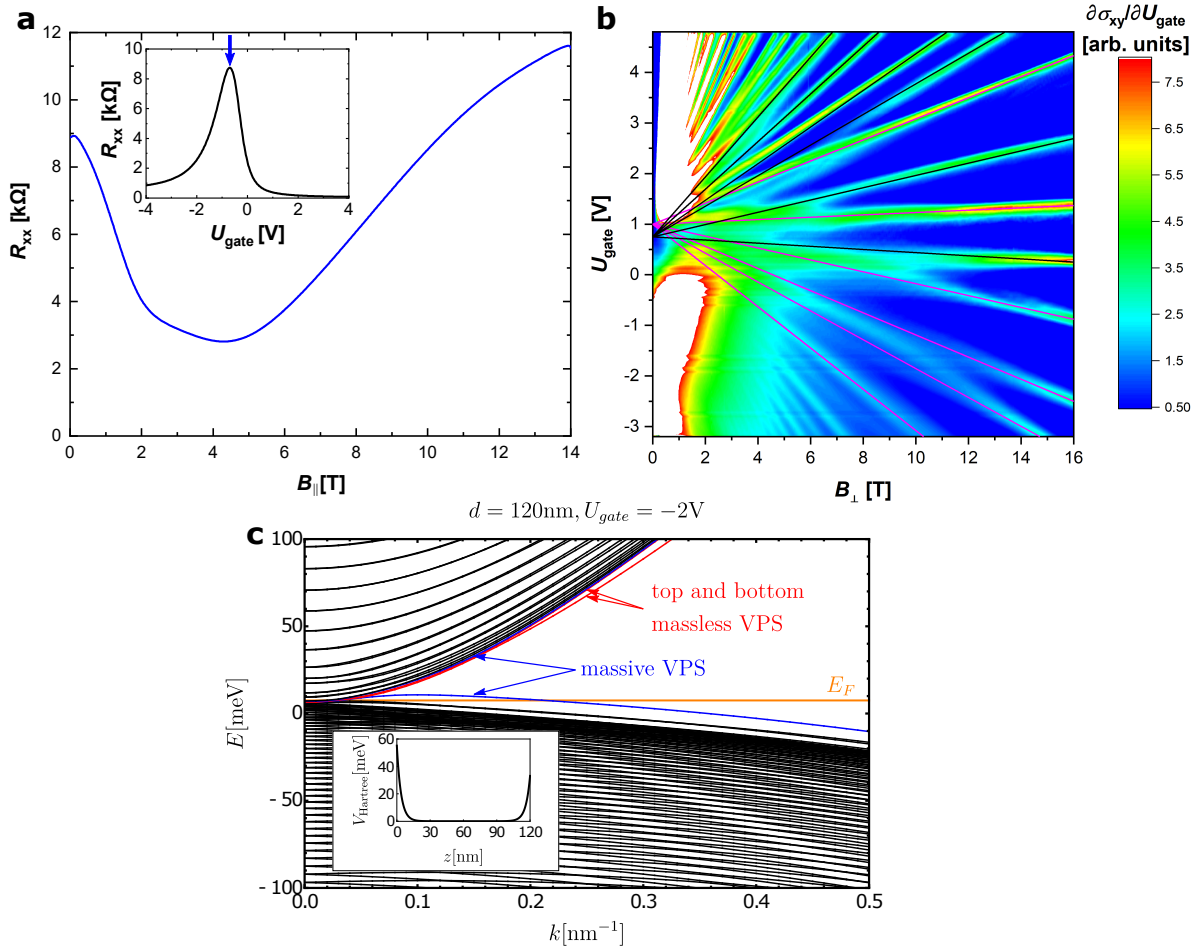 a
R_xx [kΩ]
12
10
8
6
4
2
0
0 2 4 6 8 10 12 14
B_∥[T]
R_xx [kΩ]
10
8
6
4
2
0
-4 -2 0 2 4
U_gate [V]
b
U_gate [V]
4
3
2
1
0
-1
-2
-3
0 2 4 6 8 10 12 14 16
B_⊥ [T]
∂σ_xy/∂U_gate
[arb. units]
7.5
6.5
5.5
4.5
3.5
2.5
1.5
0.50
d = 120nm, U_gate = −2V
c
E[meV]
100
50
0
- 50
- 100
top and bottom
massless VPS
massive VPS
E_F
V_Hartree[meV]
60
40
20
0
0 30 60 90 120
z[nm]
0.0 0.1 0.2 0.3 0.4 0.5
k[nm⁻¹]